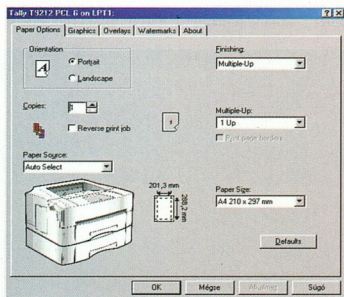 Tally T9212 PCL 6 on LPT1:
Paper Options Graphics Overlays Watermarks About
Orientation
A
Portrait
Landscape
Copies:
Reverse print job
Paper Source:
Auto Select
201,3 mm
288,2 mm
Finishing:
Multiple-Up
Multiple-Up:
1 Up
Print page borders
Paper Size:
A4 210 x 297 mm
Defaults
OK Mégse Súgó